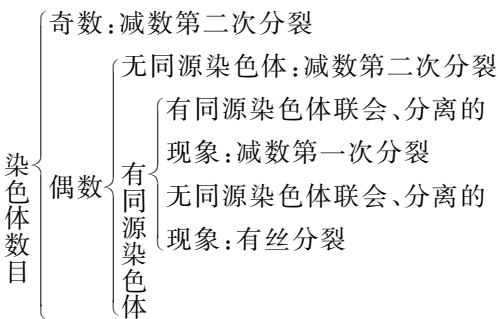 奇数:减数第二次分裂
无同源染色体:减数第二次分裂
有同源染色体联会、分离的
现象:减数第一次分裂
染色体数目
偶数
有同源染色体
无同源染色体联会、分离的
现象:有丝分裂